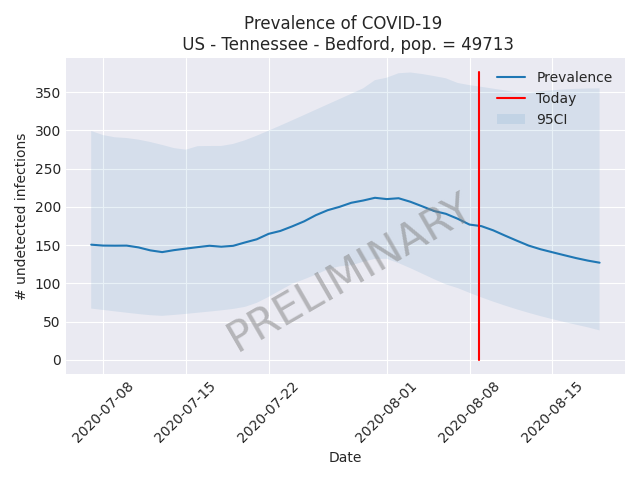 Prevalence of COVID-19
US - Tennessee - Bedford, pop. = 49713
Prevalence
Today
95CI
350
300
250
200
150
100
50
0
# undetected infections
PRELIMINARY
2020-07-08
2020-07-15
2020-07-22
2020-08-01
2020-08-08
2020-08-15
Date